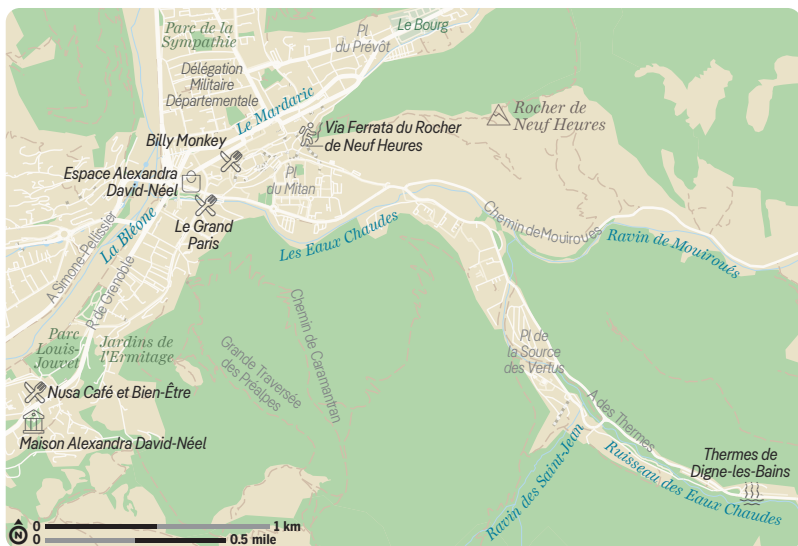 Parc de la
Sympathie
Le Bourg
Pl
du Prévôt
Délégation
Militaire
Départementale
Le Mardaric
Rocher de
Neuf Heures
Billy Monkey
Via Ferrata du Rocher
de Neuf Heures
Espace Alexandra
David-Néel
Pl
du Mitan
Le Grand
Paris
La Bléone
A Simone-Pellissier
Les Eaux Chaudes
Chemin de Mouiroues
Ravin de Mouiroués
R de Grenoble
Chemin de Caramantran
Parc
Louis-
Jouvet
Jardins de
l'Ermitage
Grande Traversée
des Préalpes
Pl de
la Source
des Vertus
Nusa Café et Bien-Être
A des Thermes
Maison Alexandra David-Néel
Ravin des Saint-Jean
Thermes de
Digne-les-Bains
Ruisseau des Eaux Chaudes
N
0 1 km
0 0.5 mile